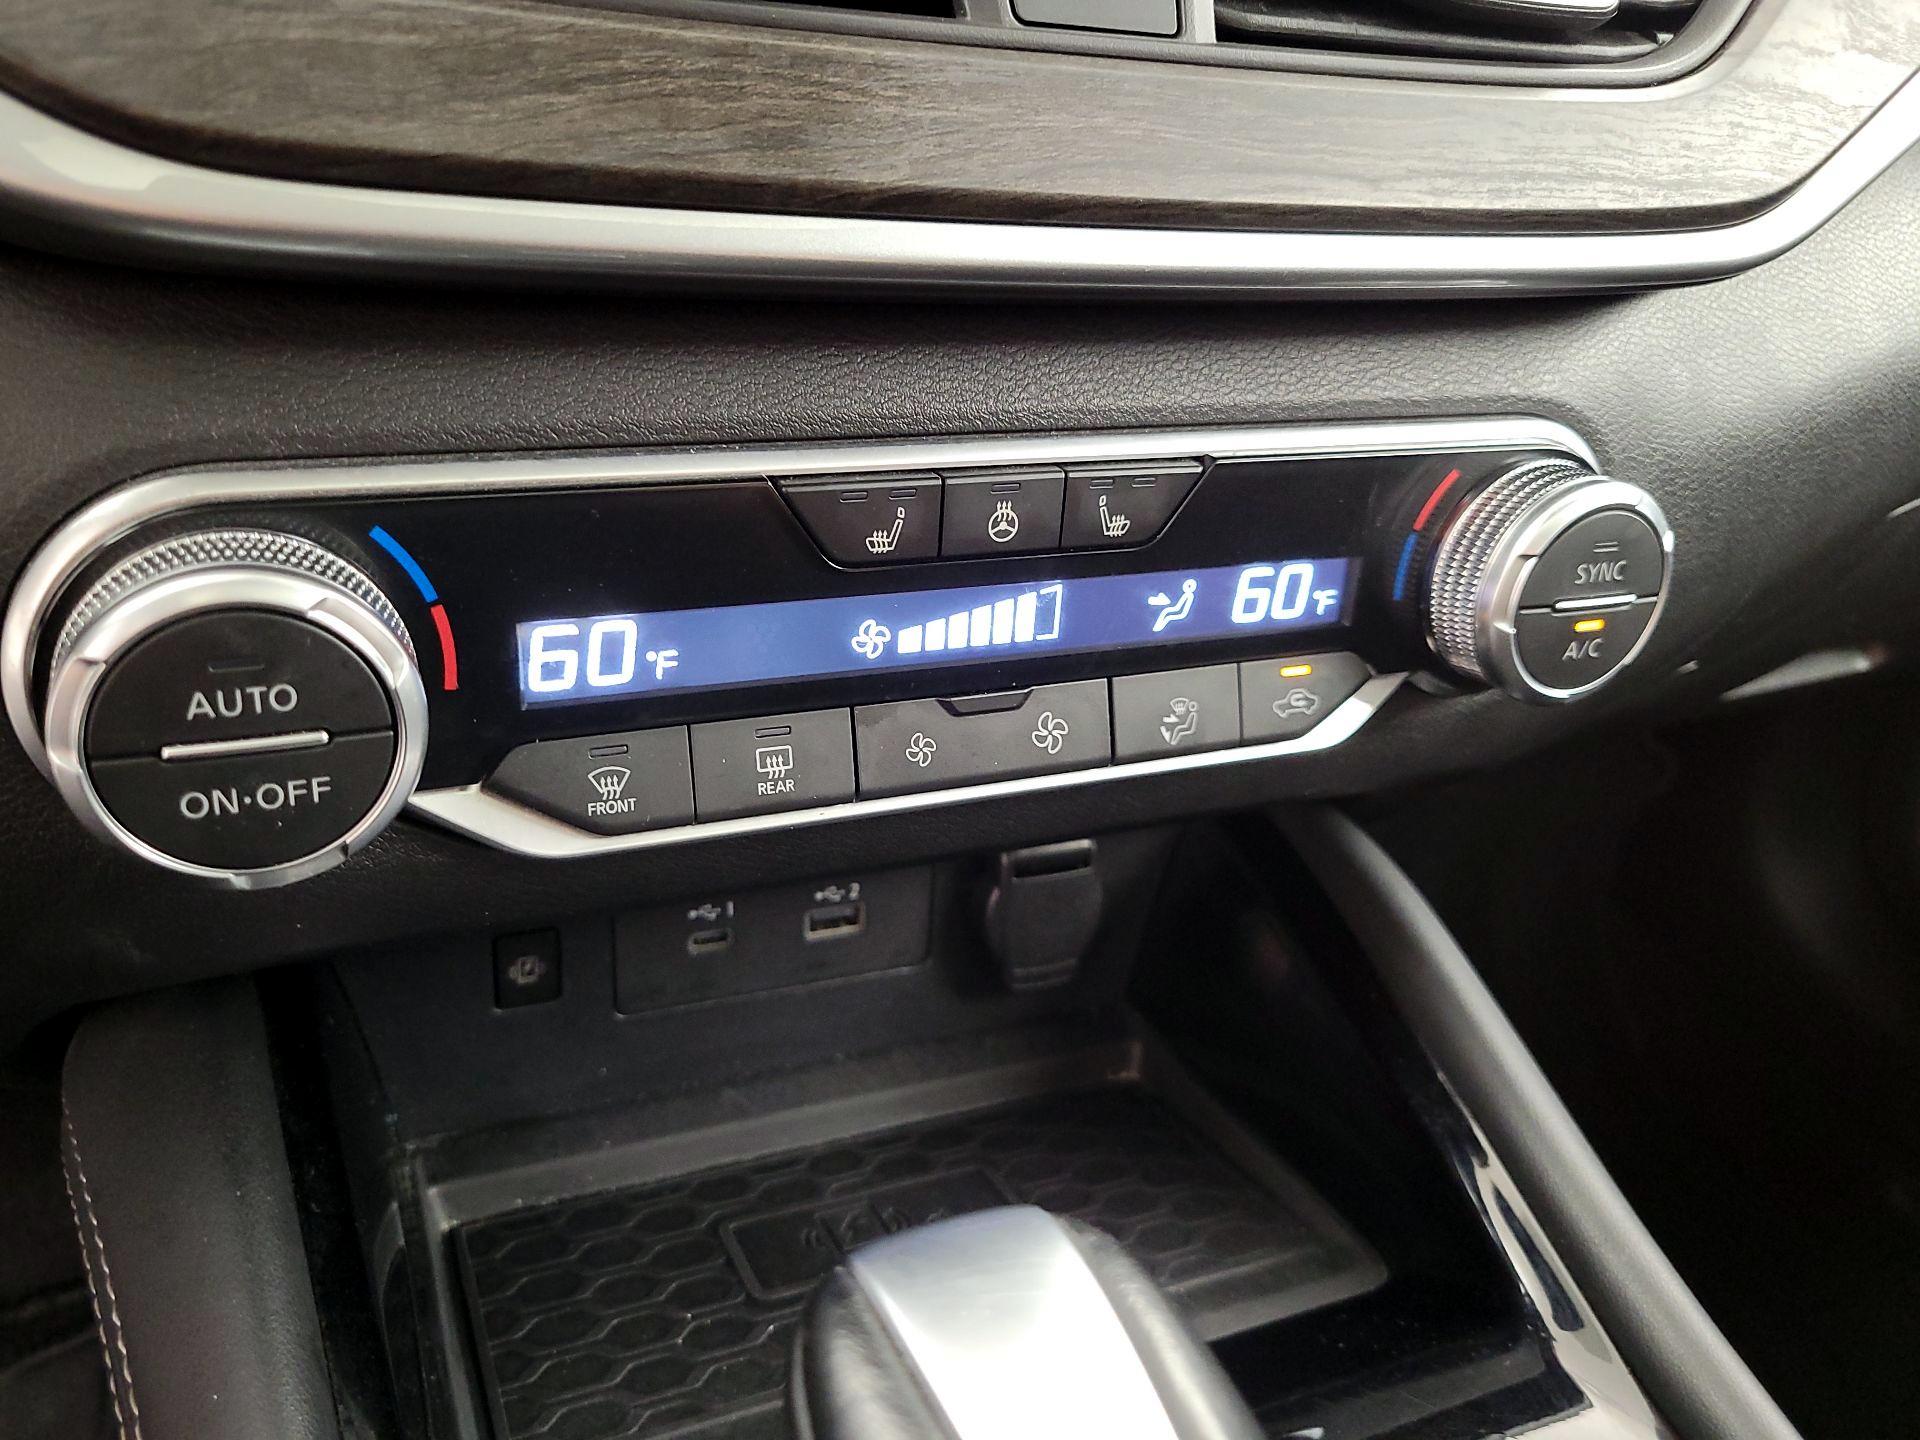 60°F
60°F
SYNC
A/C
AUTO
ON·OFF
FRONT
REAR
1
2